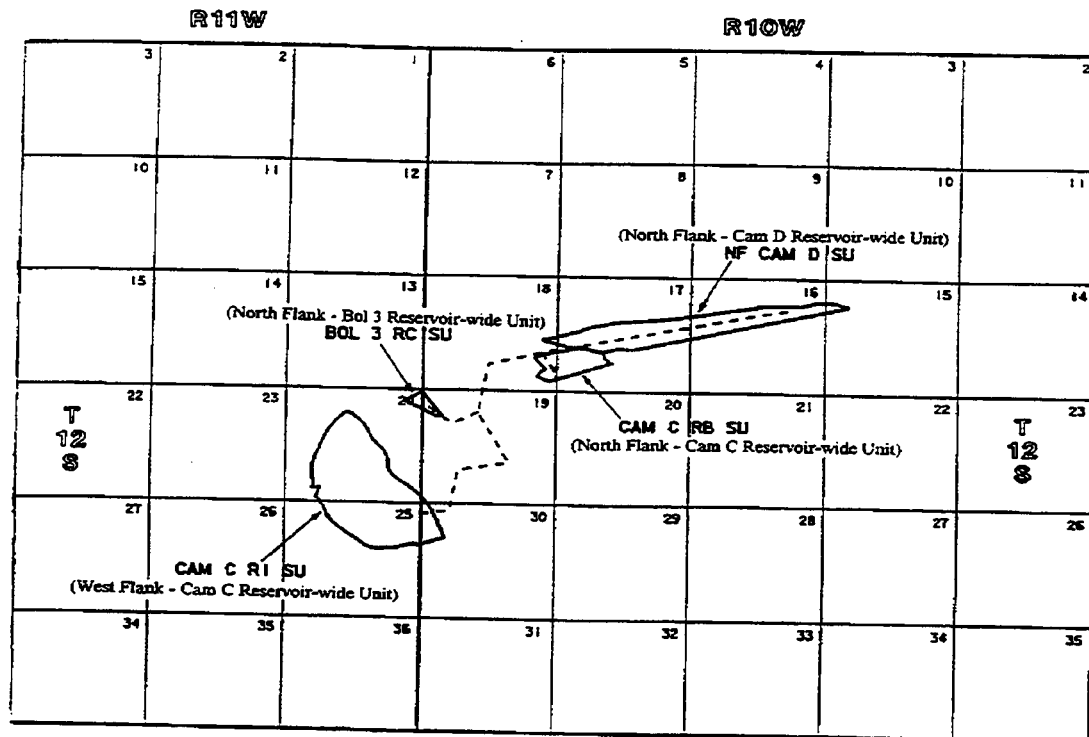 R11W R10W
3 2 1 6 5 4 3 2
10 11 12 7 8 9 10 11
(North Flank - Cam D Reservoir-wide Unit)
NF CAM D SU
15 14 13 18 17 16 15 14
(North Flank - Bol 3 Reservoir-wide Unit)
BOL 3 RC SU
22 23 24 19 20 21 22 23
T
12
S
CAM C RB SU
(North Flank - Cam C Reservoir-wide Unit)
T
12
S
27 26 25 30 29 28 27 26
CAM C R1 SU
(West Flank - Cam C Reservoir-wide Unit)
34 35 36 31 32 33 34 35